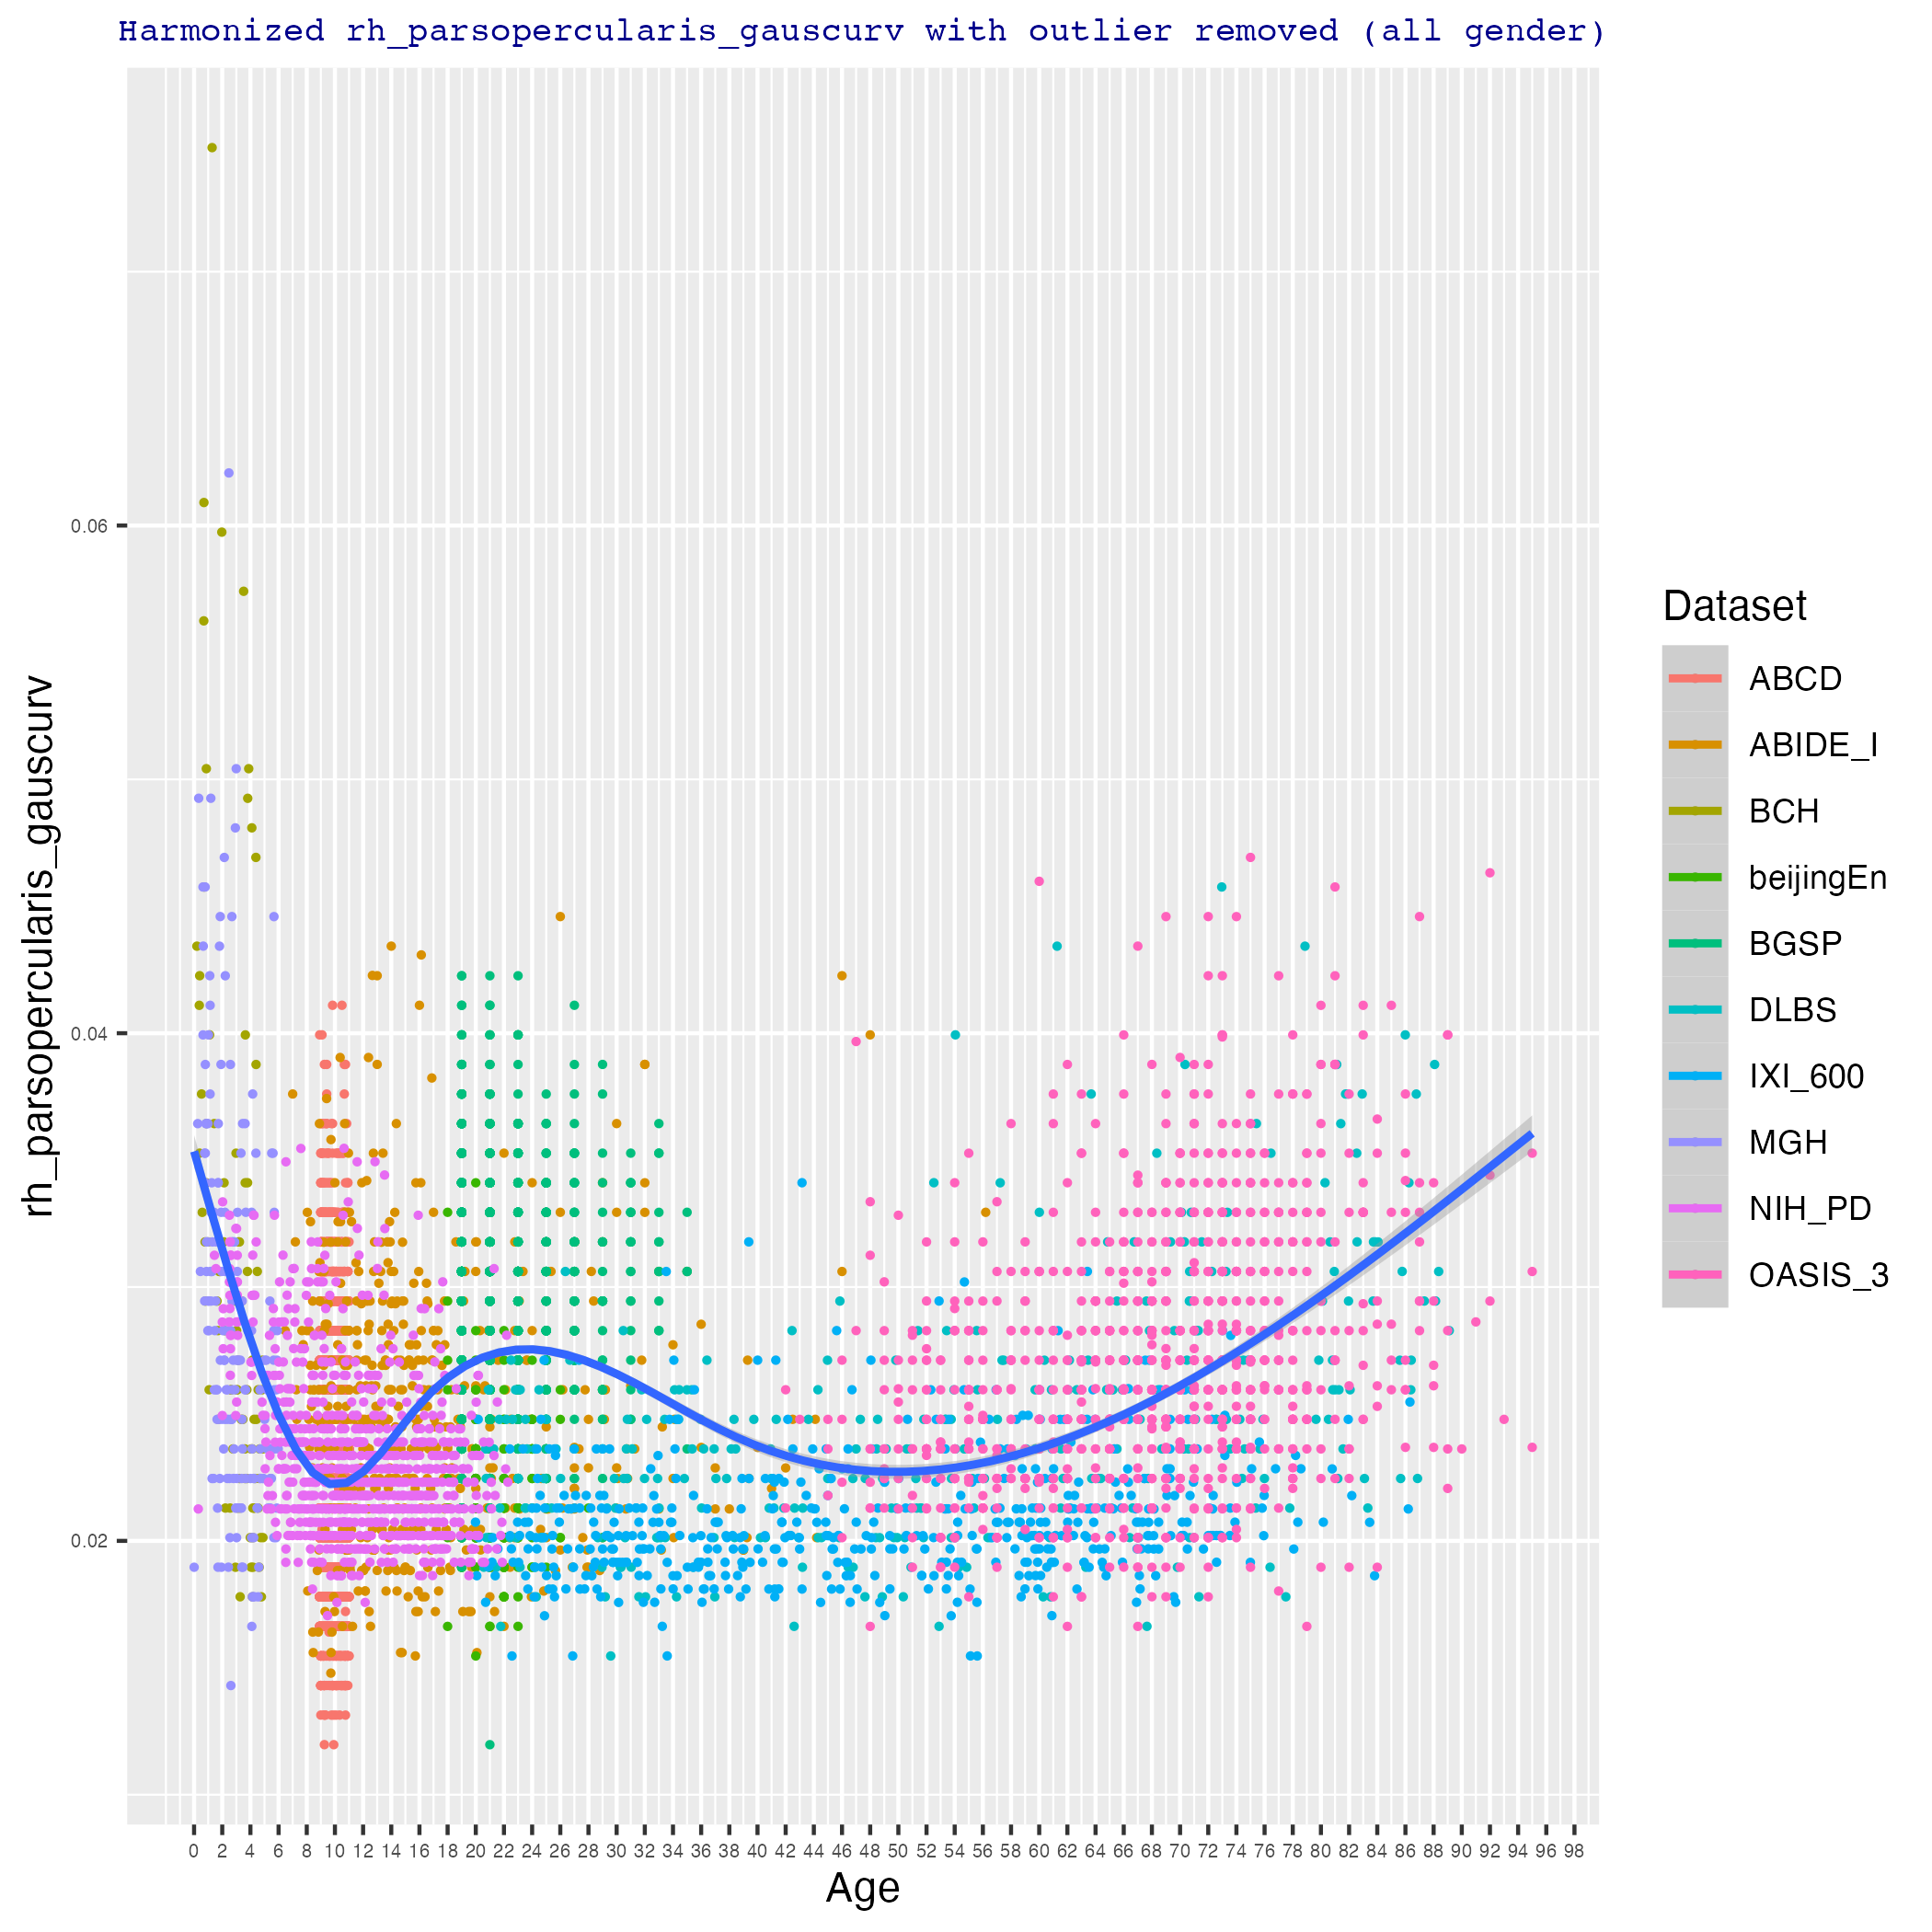 Harmonized rh_parsopercularis_gauscurv with outlier removed (all gender)
rh_parsopercularis_gauscurv
0.06
0.04
0.02
0 2 4 6 8 10 12 14 16 18 20 22 24 26 28 30 32 34 36 38 40 42 44 46 48 50 52 54 56 58 60 62 64 66 68 70 72 74 76 78 80 82 84 86 88 90 92 94 96 98
Age
Dataset
ABCD
ABIDE_I
BCH
beijingEn
BGSP
DLBS
IXI_600
MGH
NIH_PD
OASIS_3